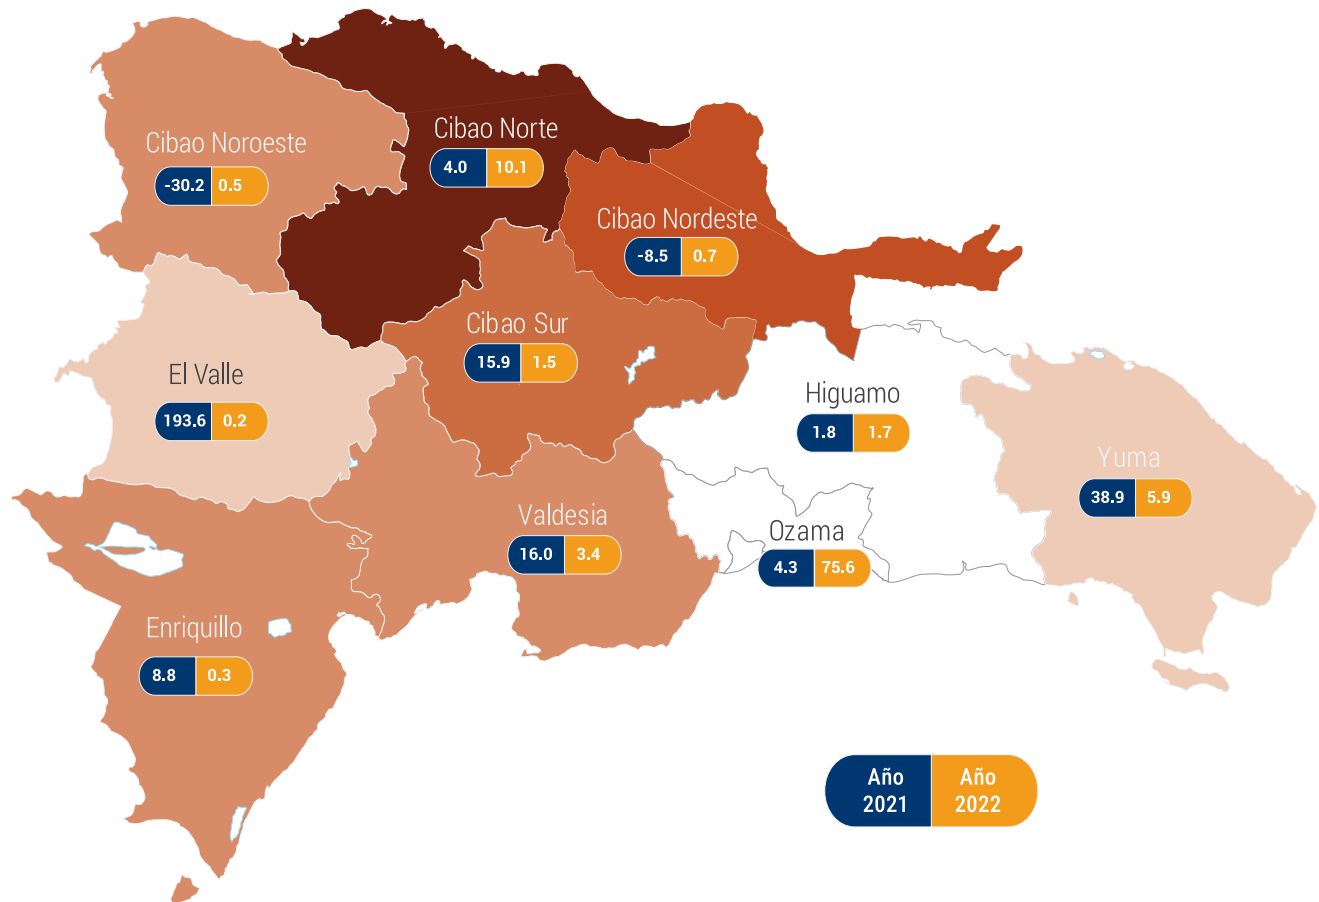 Cibao Norte
4.0 10.1
Cibao Noroeste
-30.2 0.5
Cibao Nordeste
-8.5 0.7
Cibao Sur
15.9 1.5
El Valle
193.6 0.2
Higuamo
1.8 1.7
Yuma
38.9 5.9
Valdesia
16.0 3.4
Ozama
4.3 75.6
Enriquillo
8.8 0.3
Año
2021
Año
2022